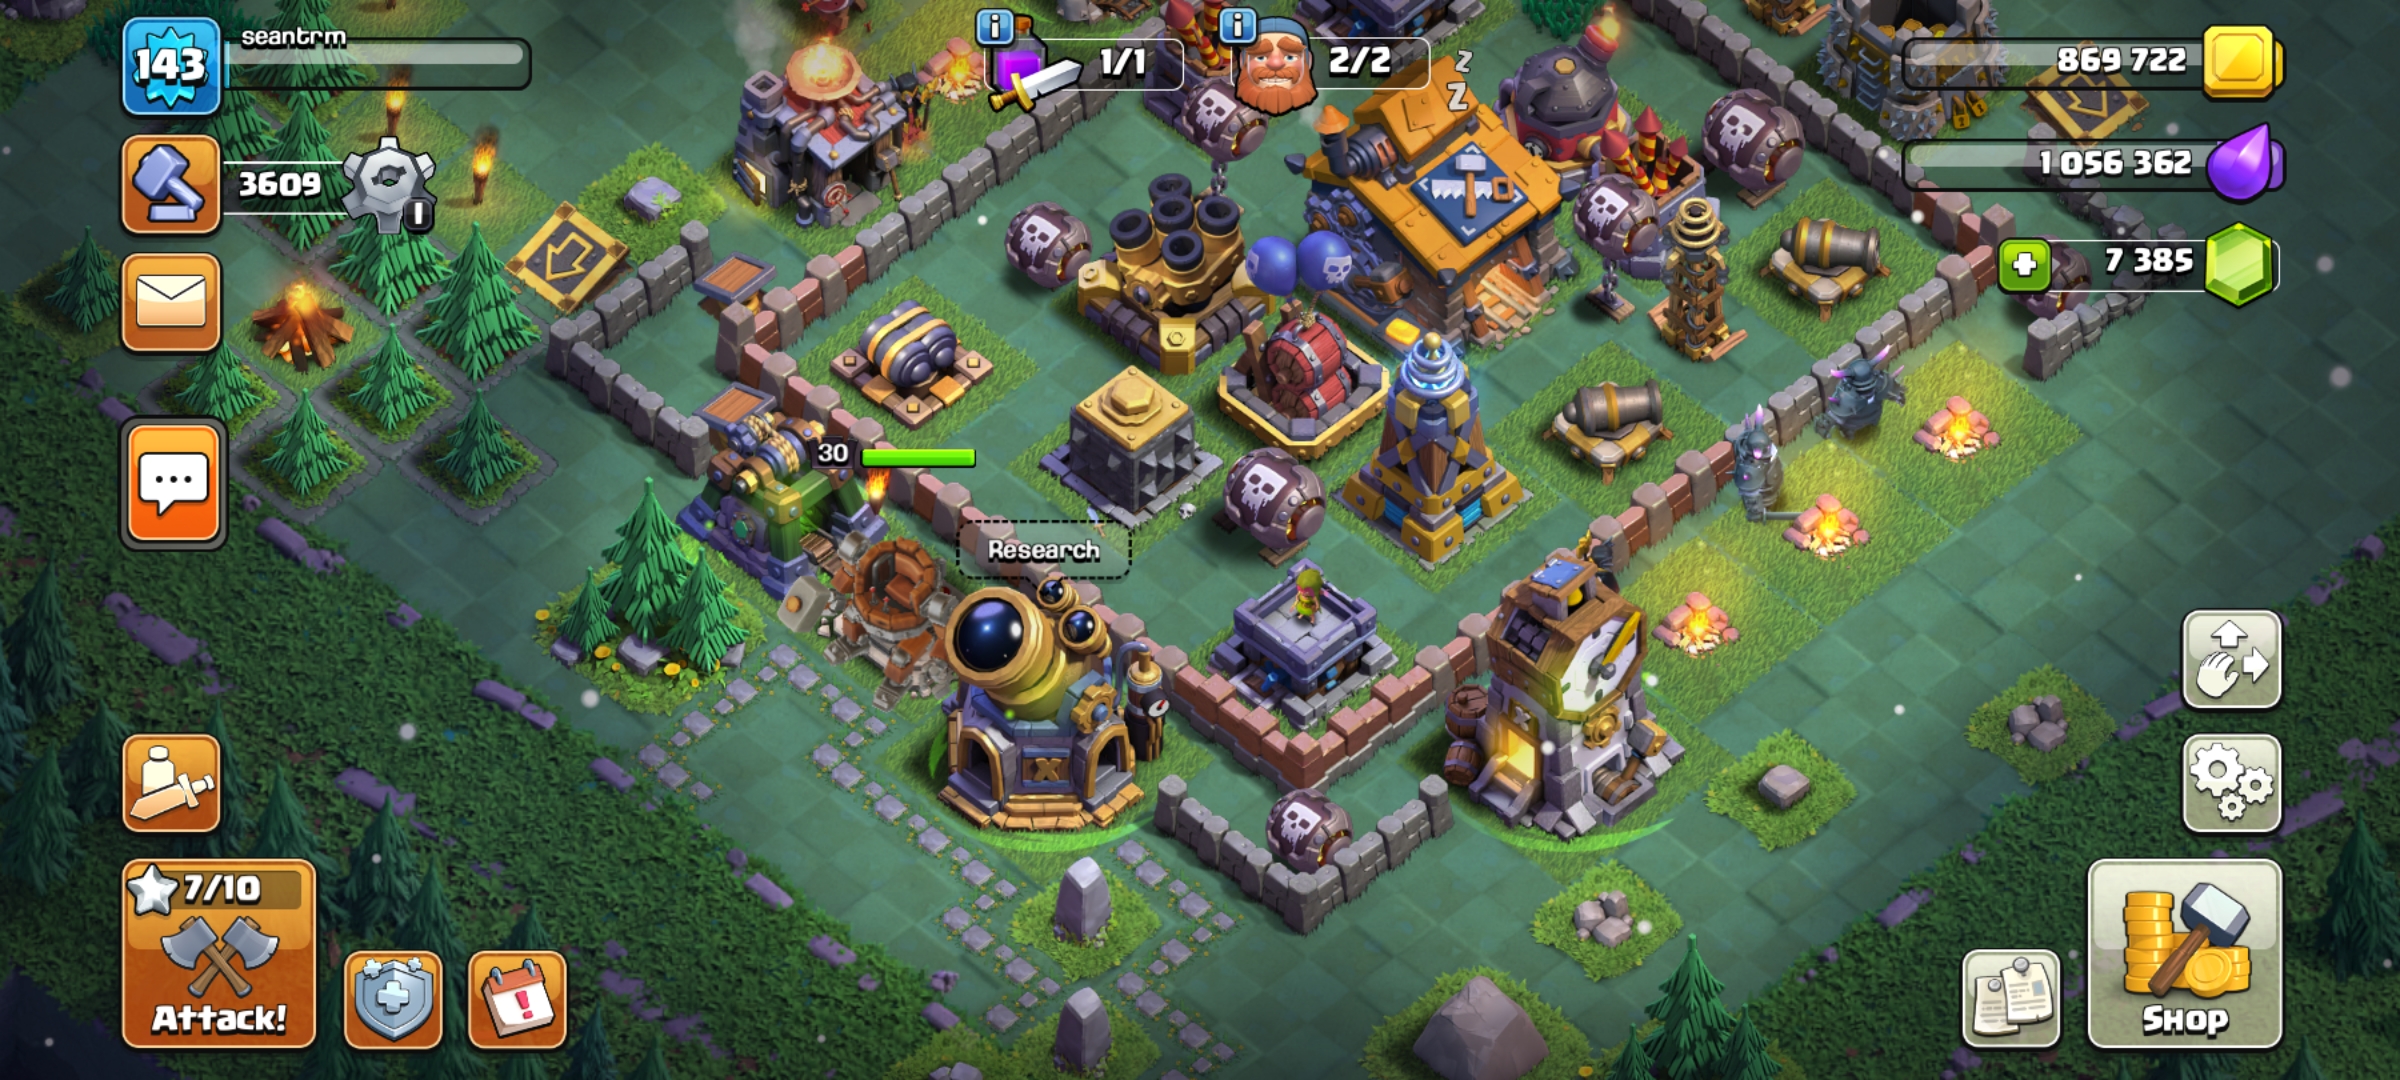 143
seantrm
1/1
2/2
z
Z
869 722
3609
I
1 056 362
7 385
30
Research
7/10
Attack!
Shop